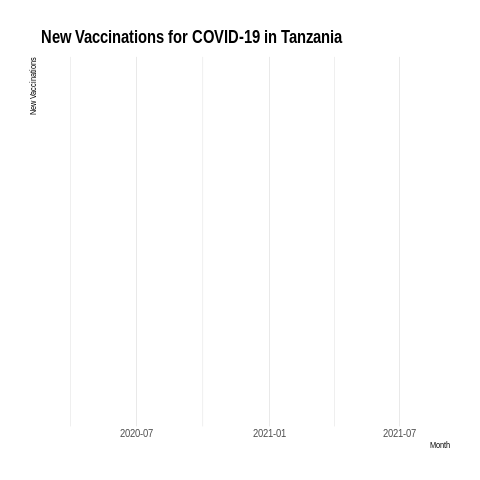 New Vaccinations for COVID-19 in Tanzania
New Vaccinations
2020-07
2021-01
2021-07
Month